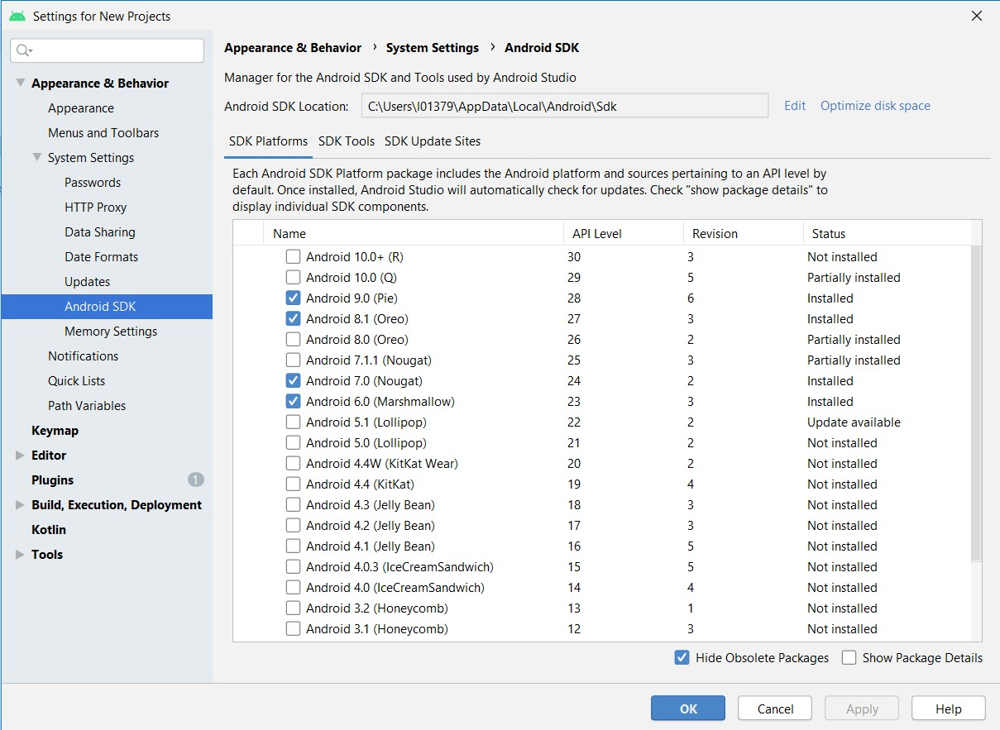 Settings for New Projects
Appearance & Behavior
Appearance
Menus and Toolbars
System Settings
Passwords
HTTP Proxy
Data Sharing
Date Formats
Updates
Android SDK
Memory Settings
Notifications
Quick Lists
Path Variables
Keymap
Editor
Plugins 1
Build, Execution, Deployment
Kotlin
Tools
Appearance & Behavior › System Settings › Android SDK
Manager for the Android SDK and Tools used by Android Studio
Android SDK Location: C:\Users\I01379\AppData\Local\Android\Sdk Edit Optimize disk space
SDK Platforms SDK Tools SDK Update Sites
Each Android SDK Platform package includes the Android platform and sources pertaining to an API level by
default. Once installed, Android Studio will automatically check for updates. Check "show package details" to
display individual SDK components.
Name API Level Revision Status
Android 10.0+ (R) 30 3 Not installed
Android 10.0 (Q) 29 5 Partially installed
Android 9.0 (Pie) 28 6 Installed
Android 8.1 (Oreo) 27 3 Installed
Android 8.0 (Oreo) 26 2 Partially installed
Android 7.1.1 (Nougat) 25 3 Partially installed
Android 7.0 (Nougat) 24 2 Installed
Android 6.0 (Marshmallow) 23 3 Installed
Android 5.1 (Lollipop) 22 2 Update available
Android 5.0 (Lollipop) 21 2 Not installed
Android 4.4W (KitKat Wear) 20 2 Not installed
Android 4.4 (KitKat) 19 4 Not installed
Android 4.3 (Jelly Bean) 18 3 Not installed
Android 4.2 (Jelly Bean) 17 3 Not installed
Android 4.1 (Jelly Bean) 16 5 Not installed
Android 4.0.3 (IceCreamSandwich) 15 5 Not installed
Android 4.0 (IceCreamSandwich) 14 4 Not installed
Android 3.2 (Honeycomb) 13 1 Not installed
Android 3.1 (Honeycomb) 12 3 Not installed
Hide Obsolete Packages Show Package Details
OK Cancel Apply Help